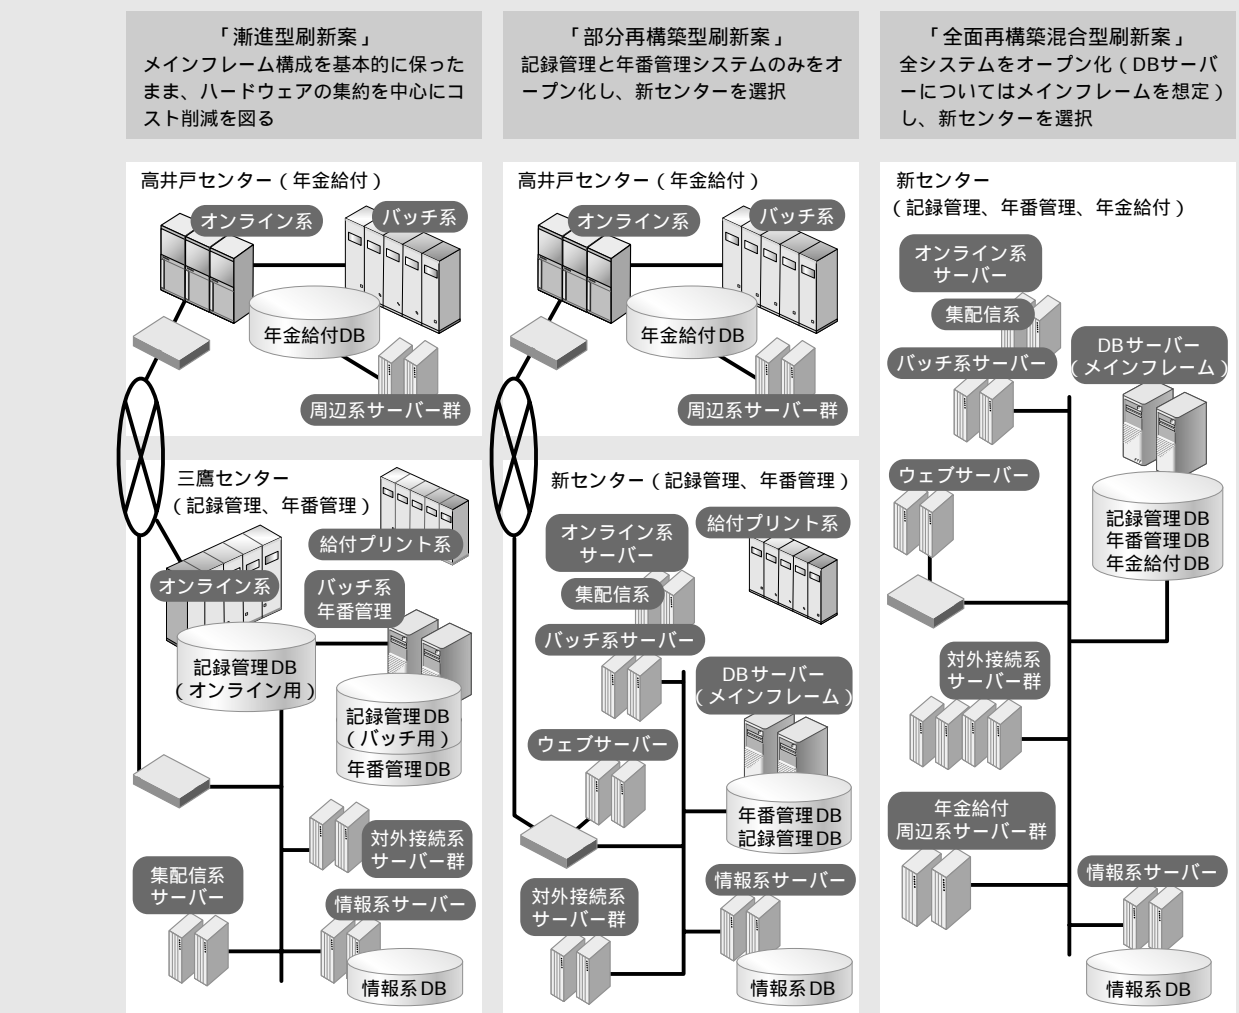 「漸進型刷新案」
メインフレーム構成を基本的に保った
まま、ハードウェアの集約を中心にコ
スト削減を図る
「部分再構築型刷新案」
記録管理と年番管理システムのみをオ
ープン化し、新センターを選択
「全面再構築混合型刷新案」
全システムをオープン化(DBサーバ
ーについてはメインフレームを想定)
し、新センターを選択
高井戸センター(年金給付)
オンライン系
バッチ系
年金給付DB
周辺系サーバー群
三鷹センター
(記録管理、年番管理)
給付プリント系
オンライン系
バッチ系
年番管理
記録管理DB
(オンライン用)
記録管理DB
(バッチ用)
年番管理DB
対外接続系
サーバー群
集配信系
サーバー
情報系サーバー
情報系DB
高井戸センター(年金給付)
オンライン系
バッチ系
年金給付DB
周辺系サーバー群
新センター(記録管理、年番管理)
オンライン系
サーバー
給付プリント系
集配信系
バッチ系サーバー
DBサーバー
(メインフレーム)
ウェブサーバー
年番管理DB
記録管理DB
対外接続系
サーバー群
情報系サーバー
情報系DB
新センター
(記録管理、年番管理、年金給付)
オンライン系
サーバー
集配信系
バッチ系サーバー
DBサーバー
(メインフレーム)
ウェブサーバー
記録管理DB
年番管理DB
年金給付DB
対外接続系
サーバー群
年金給付
周辺系サーバー群
情報系サーバー
情報系DB